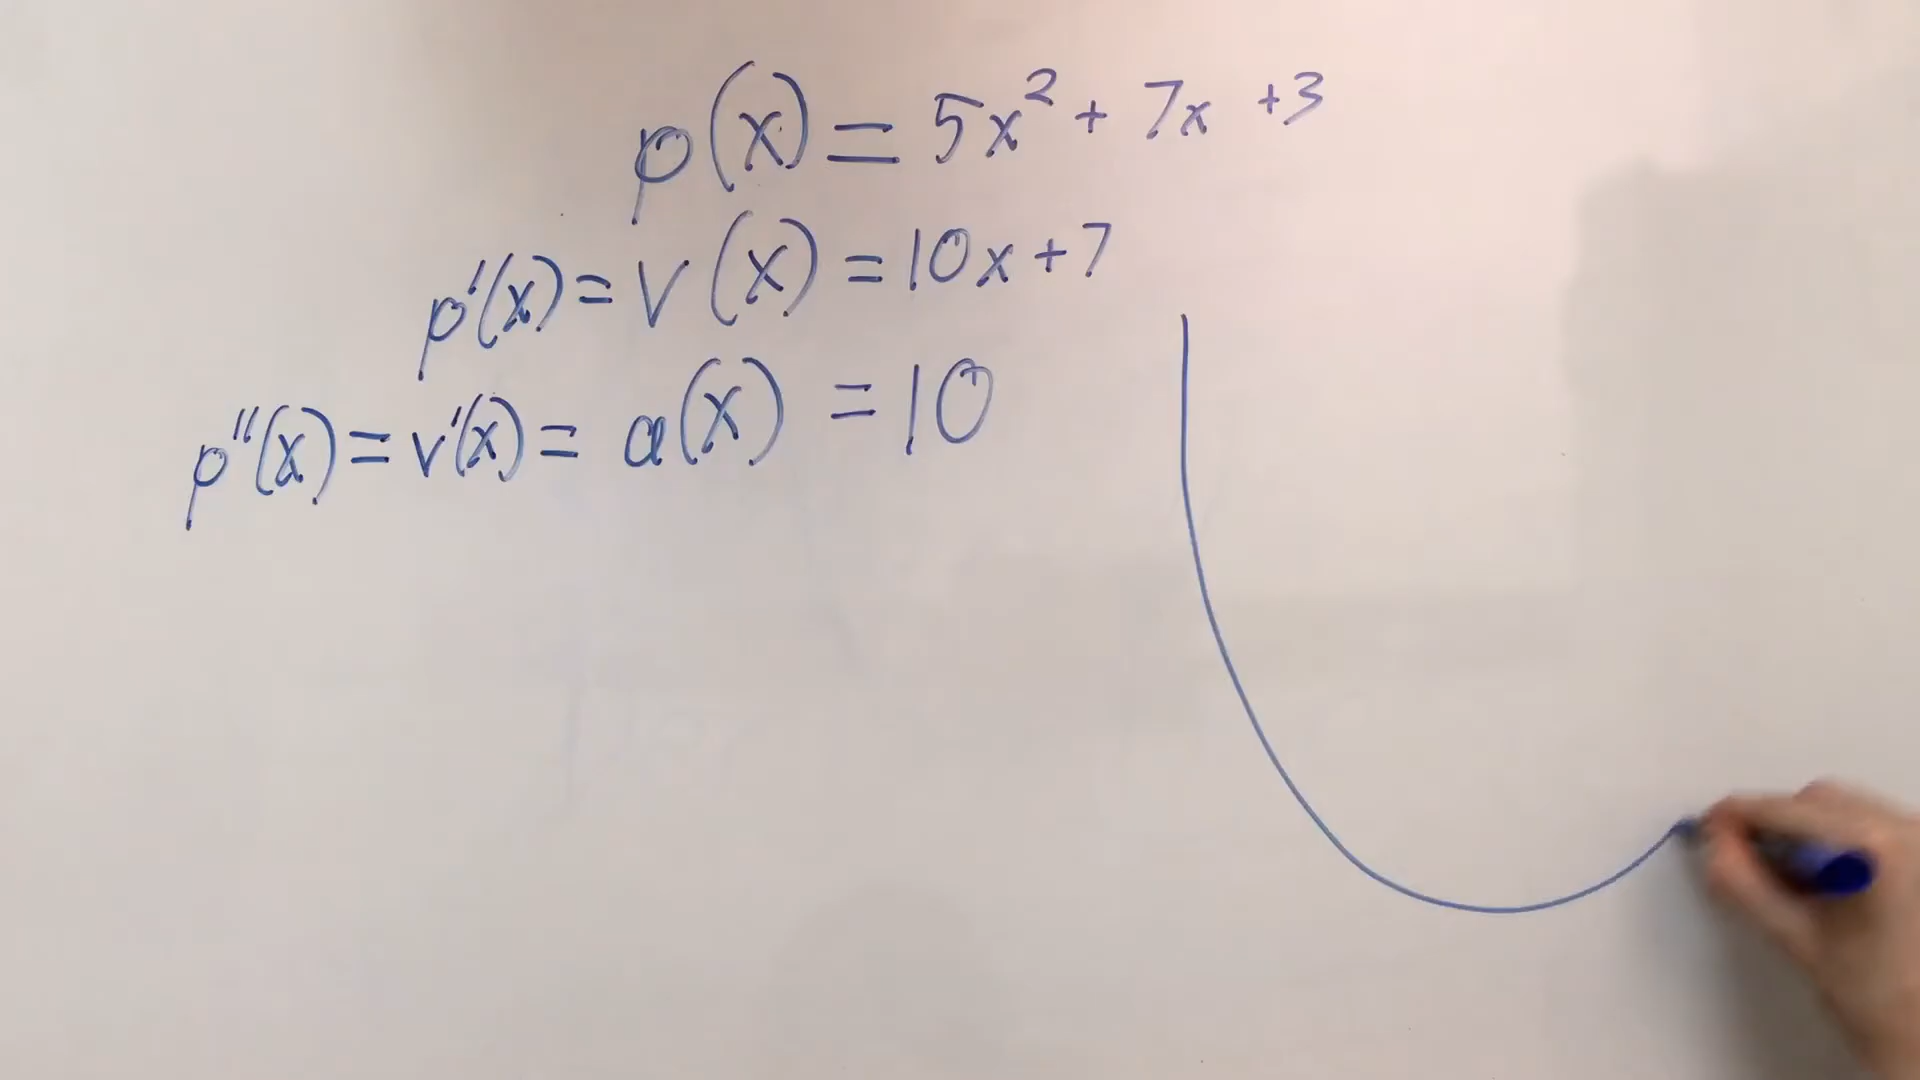 p(x) = 5x² + 7x +3
p'(x) = v(x) = 10x + 7
p''(x) = v'(x) = a(x) = 10